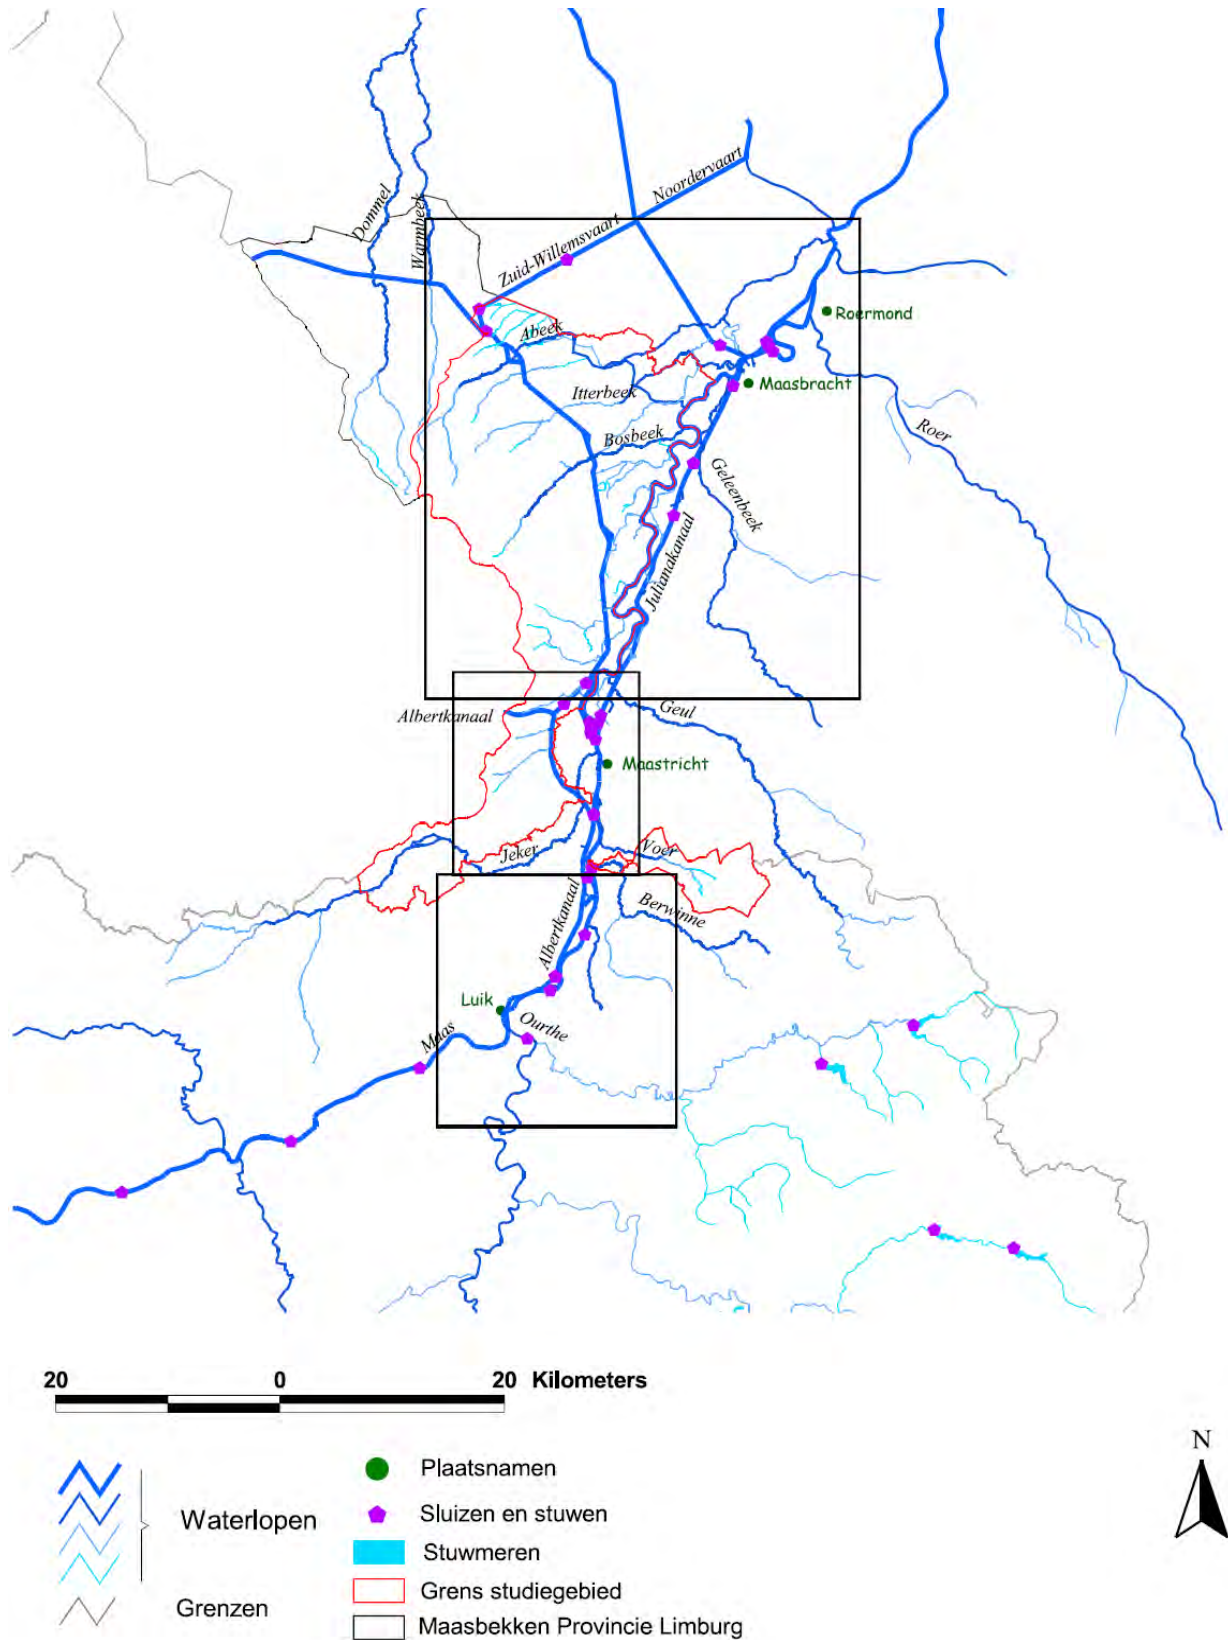 Noordervaart
Dommel
Warmbeek
Zuid-Willemsvaart
Roermond
Abeek
Maasbracht
Itterbeek
Bosbeek
Roer
Geleenbeek
Julianakanaal
Albertkanaal
Geul
Maastricht
Jeker
Voer
Berwinne
Albertkanaal
Luik
Ourthe
Maas
20 0 20 Kilometers
N
Waterlopen
Grenzen
Plaatsnamen
Sluizen en stuwen
Stuwmeren
Grens studiegebied
Maasbekken Provincie Limburg